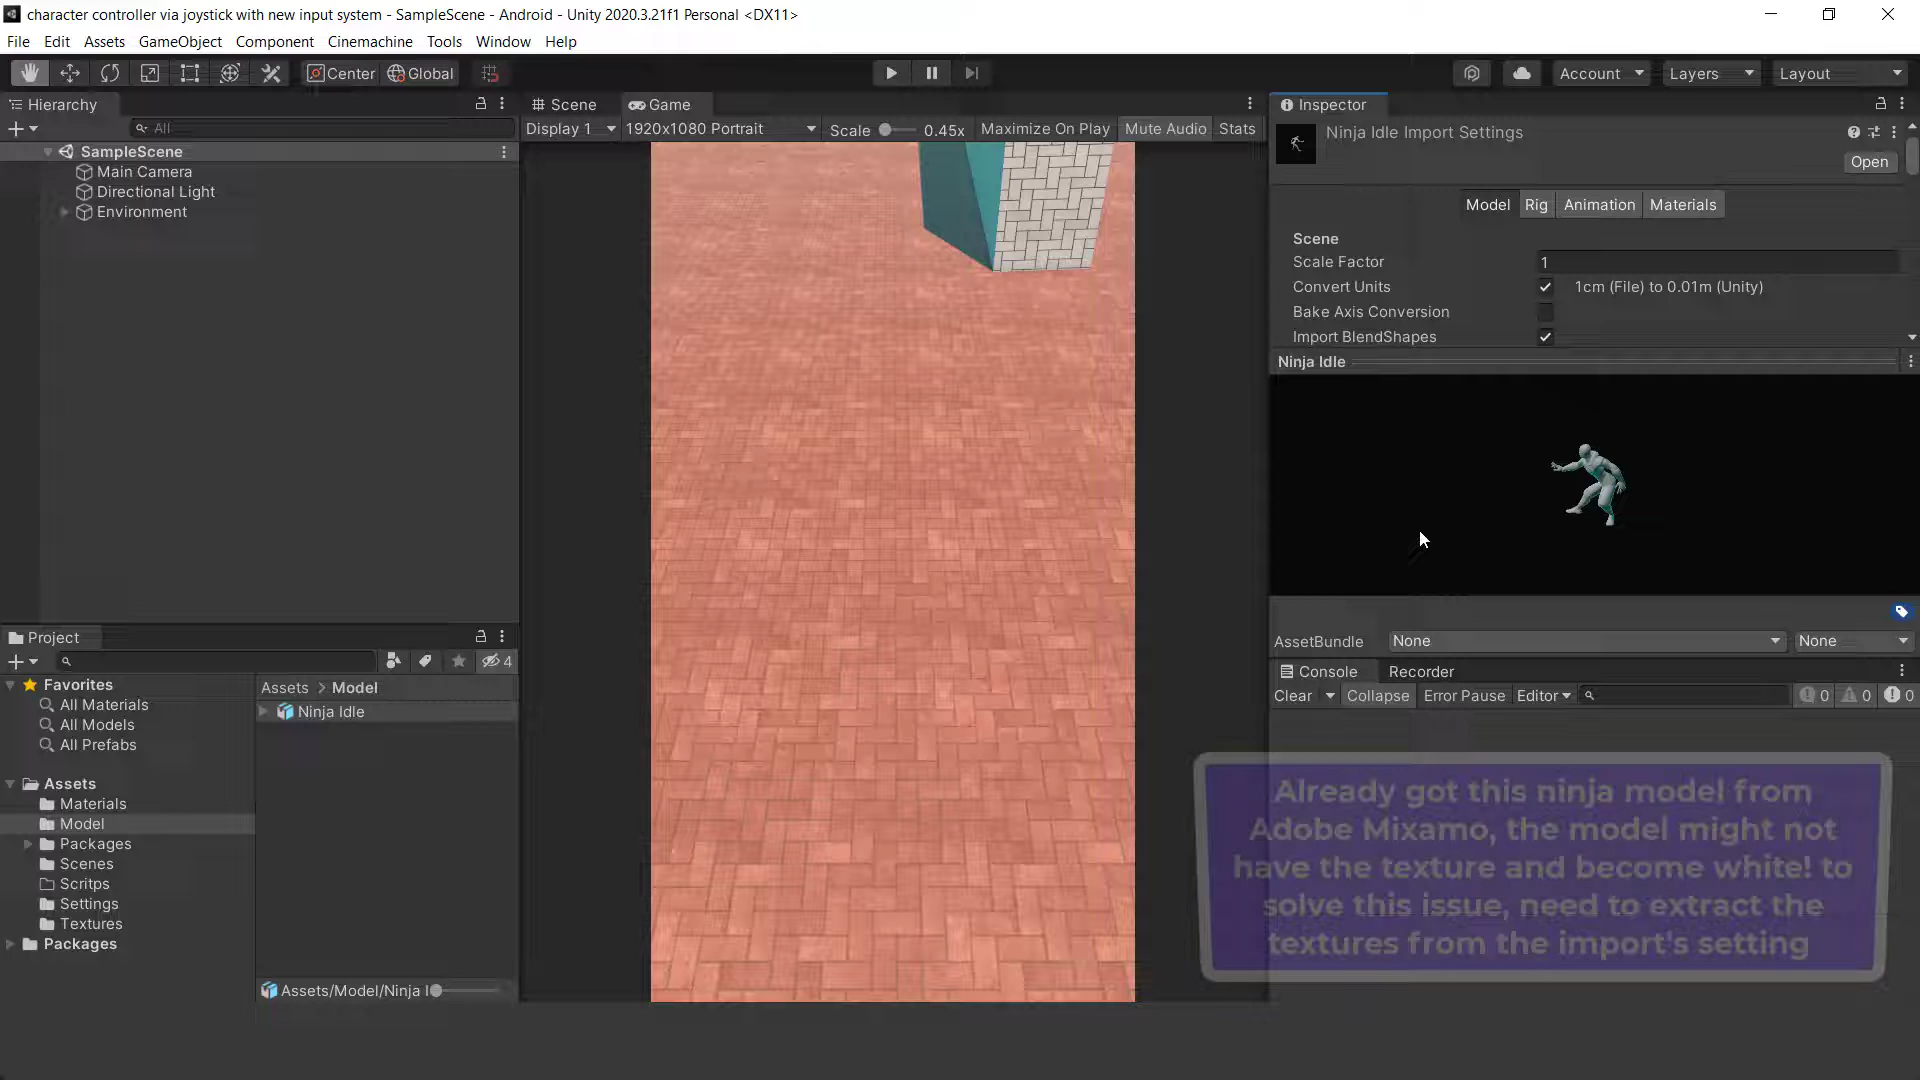 character controller via joystick with new input system - SampleScene - Android - Unity 2020.3.21f1 Personal <DX11>
File Edit Assets GameObject Component Cinemachine Tools Window Help
Center Global Account Layers Layout
Hierarchy
All
SampleScene
Main Camera
Directional Light
Environment
Scene Game
Display 1 1920x1080 Portrait Scale 0.45x Maximize On Play Mute Audio Stats
Inspector
Ninja Idle Import Settings
Open
Model Rig Animation Materials
Scene
Scale Factor 1
Convert Units 1cm (File) to 0.01m (Unity)
Bake Axis Conversion
Import BlendShapes
Ninja Idle
AssetBundle None None
Console Recorder
Clear Collapse Error Pause Editor 0 0 0
Project
4
Favorites
All Materials
All Models
All Prefabs
Assets
Materials
Model
Packages
Scenes
Scritps
Settings
Textures
Packages
Assets > Model
Ninja Idle
Assets/Model/Ninja I
Already got this ninja model from
Adobe Mixamo, the model might not
have the texture and become white! to
solve this issue, need to extract the
textures from the import's setting